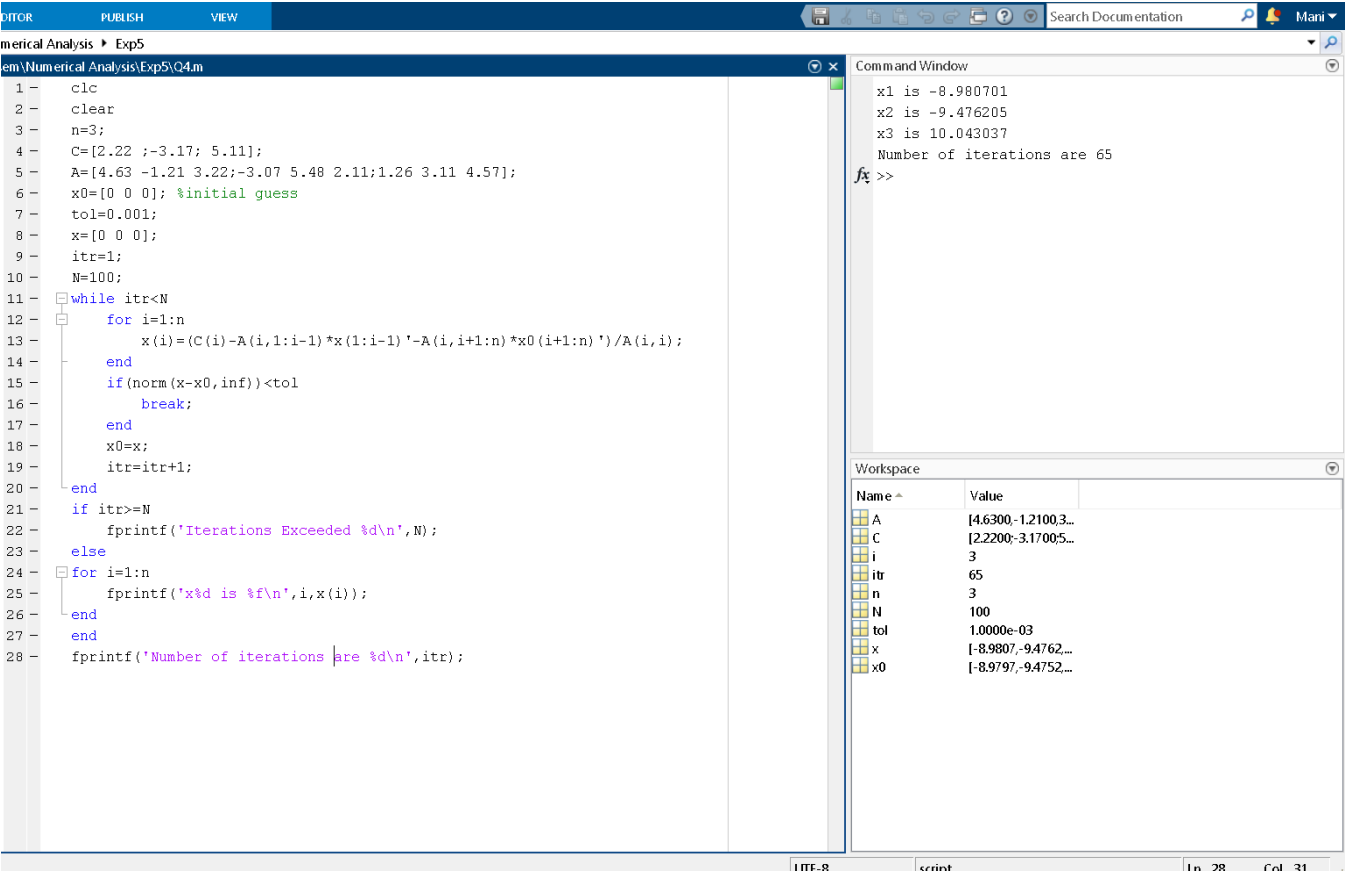 DITOR PUBLISH VIEW Search Documentation Mani
merical Analysis Exp5
em\Numerical Analysis\Exp5\Q4.m
1 - clc
2 - clear
3 - n=3;
4 - C=[2.22 ;-3.17; 5.11];
5 - A=[4.63 -1.21 3.22;-3.07 5.48 2.11;1.26 3.11 4.57];
6 - x0=[0 0 0]; %initial guess
7 - tol=0.001;
8 - x=[0 0 0];
9 - itr=1;
10 - N=100;
11 - while itr<N
12 - for i=1:n
13 - x(i)=(C(i)-A(i,1:i-1)*x(1:i-1)'-A(i,i+1:n)*x0(i+1:n)')/A(i,i);
14 - end
15 - if(norm(x-x0,inf))<tol
16 - break;
17 - end
18 - x0=x;
19 - itr=itr+1;
20 - end
21 - if itr>=N
22 - fprintf('Iterations Exceeded %d\n',N);
23 - else
24 - for i=1:n
25 - fprintf('x%d is %f\n',i,x(i));
26 - end
27 - end
28 - fprintf('Number of iterations are %d\n',itr);
Command Window
x1 is -8.980701
x2 is -9.476205
x3 is 10.043037
Number of iterations are 65
fx >>
Workspace
Name Value
A [4.6300,-1.2100,3...
C [2.2200;-3.1700;5...
i 3
itr 65
n 3
N 100
tol 1.0000e-03
x [-8.9807,-9.4762,...
x0 [-8.9797,-9.4752,...
UTF-8 script Ln 28 Col 31